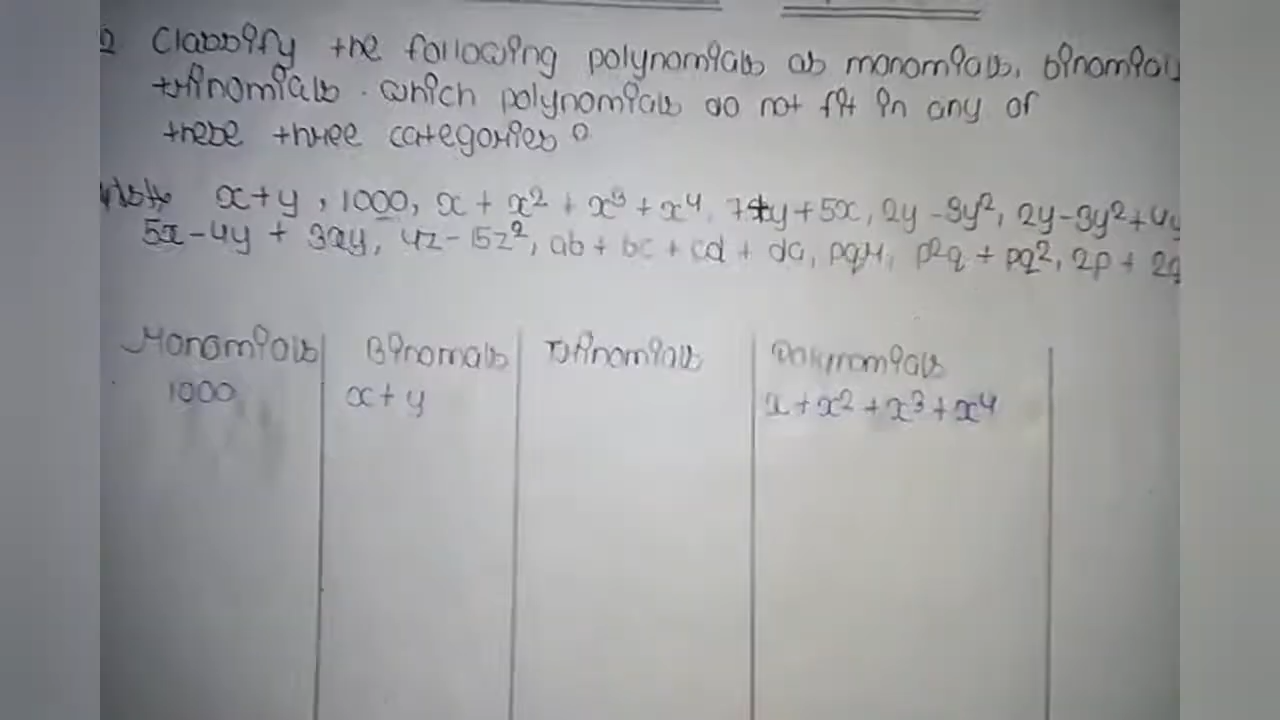 2 Classify the following polynomials as monomials, binomials
trinomials. which polynomials do not fit in any of
these three categories?
x+y, 1000, x + x² + x³ + x⁴, 7+y+5x, 2y-3y², 2y-3y²+4y
5x-4y + 3xy, 4z-15z², ab + bc + cd + da, pqr, p²q + pq², 2p + 2q
Monomials Binomals Trinomials Polynomials
1000 x+y x+x²+x³+x⁴